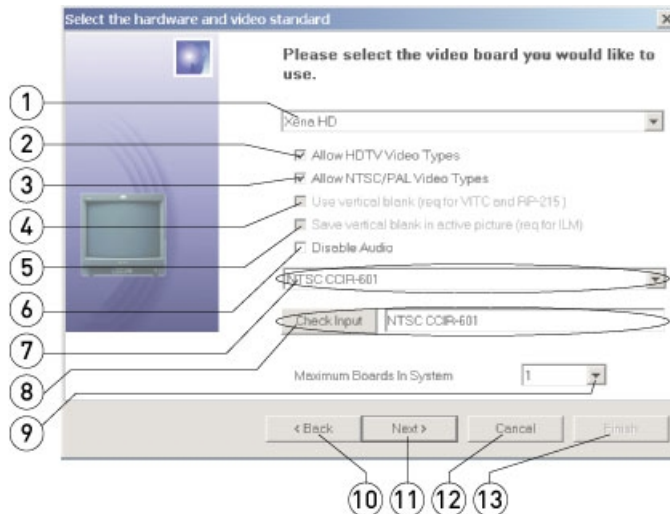 Select the hardware and video standard
Please select the video board you would like to
use.
1
Xena HD
2
Allow HDTV Video Types
3
Allow NTSC/PAL Video Types
4
Use vertical blank (req for VITC and RP-215 )
5
Save vertical blank in active picture (req for ILM)
6
Disable Audio
7
NTSC CCIR-601
8
Check Input
NTSC CCIR-601
9
Maximum Boards In System
1
< Back
Next >
Cancel
Finish
10
11
12
13